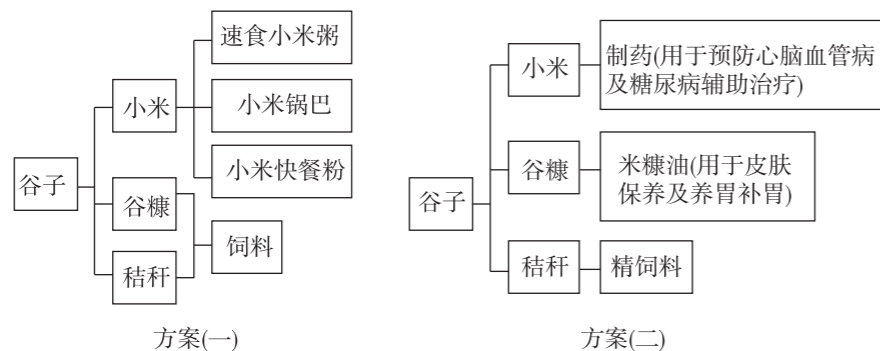 谷子
小米
谷糠
秸秆
速食小米粥
小米锅巴
小米快餐粉
饲料
方案(一)
谷子
小米
谷糠
秸秆
制药(用于预防心脑血管病
及糖尿病辅助治疗)
米糠油(用于皮肤
保养及养胃补胃)
精饲料
方案(二)